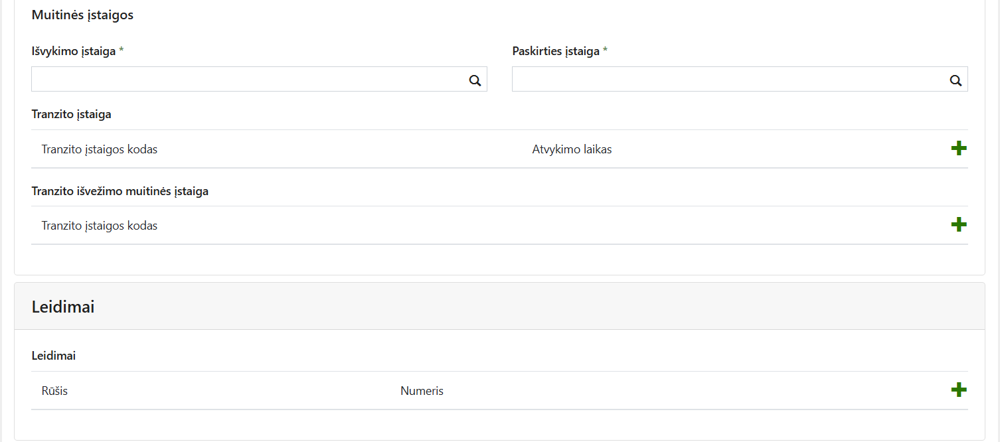 Muitinės įstaigos
Išvykimo įstaiga * Paskirties įstaiga *
Tranzito įstaiga
Tranzito įstaigos kodas Atvykimo laikas
Tranzito išvežimo muitinės įstaiga
Tranzito įstaigos kodas
Leidimai
Leidimai
Rūšis Numeris